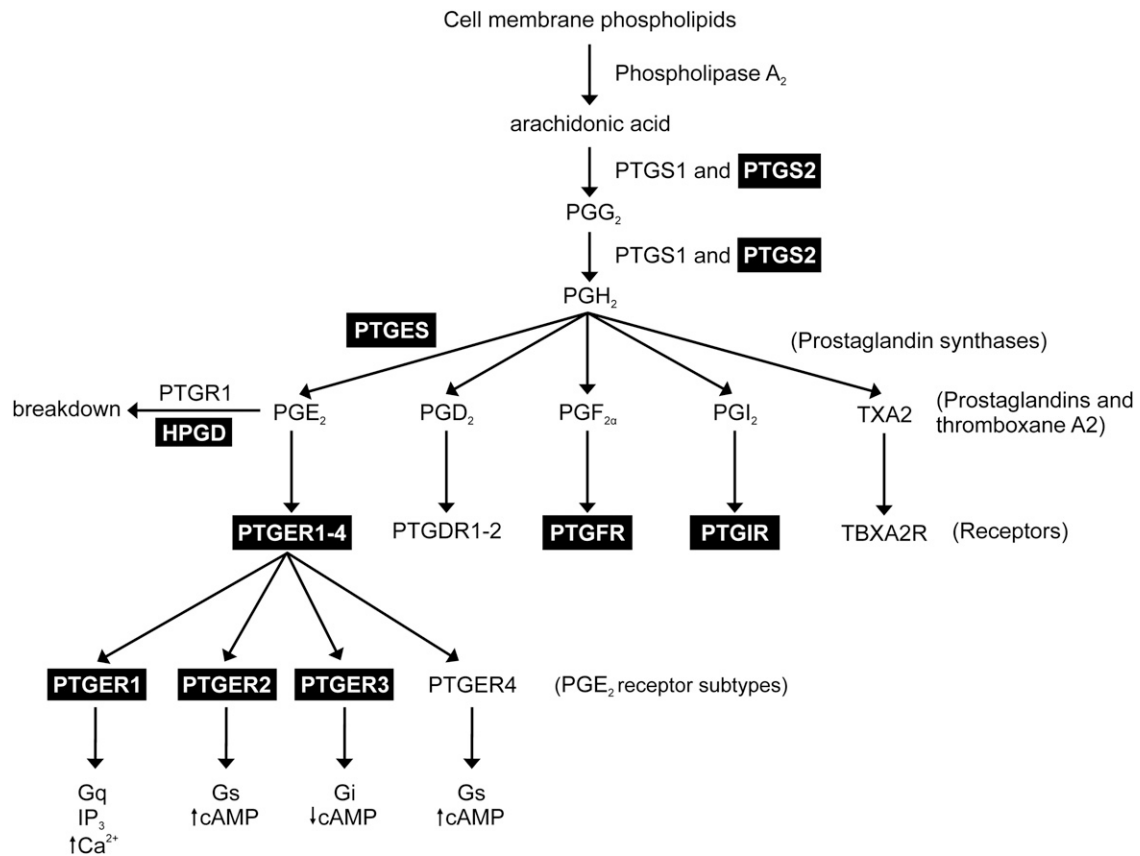 Cell membrane phospholipids
Phospholipase A₂
arachidonic acid
PTGS1 and PTGS2
PGG₂
PTGS1 and PTGS2
PGH₂
PTGES
(Prostaglandin synthases)
PTGR1
breakdown
HPGD
PGE₂
PGD₂
PGF₂α
PGI₂
TXA2
(Prostaglandins and
thromboxane A2)
PTGER1-4
PTGDR1-2
PTGFR
PTGIR
TBXA2R
(Receptors)
PTGER1
PTGER2
PTGER3
PTGER4
(PGE₂ receptor subtypes)
Gq
IP₃
↑Ca²⁺
Gs
↑cAMP
Gi
↓cAMP
Gs
↑cAMP